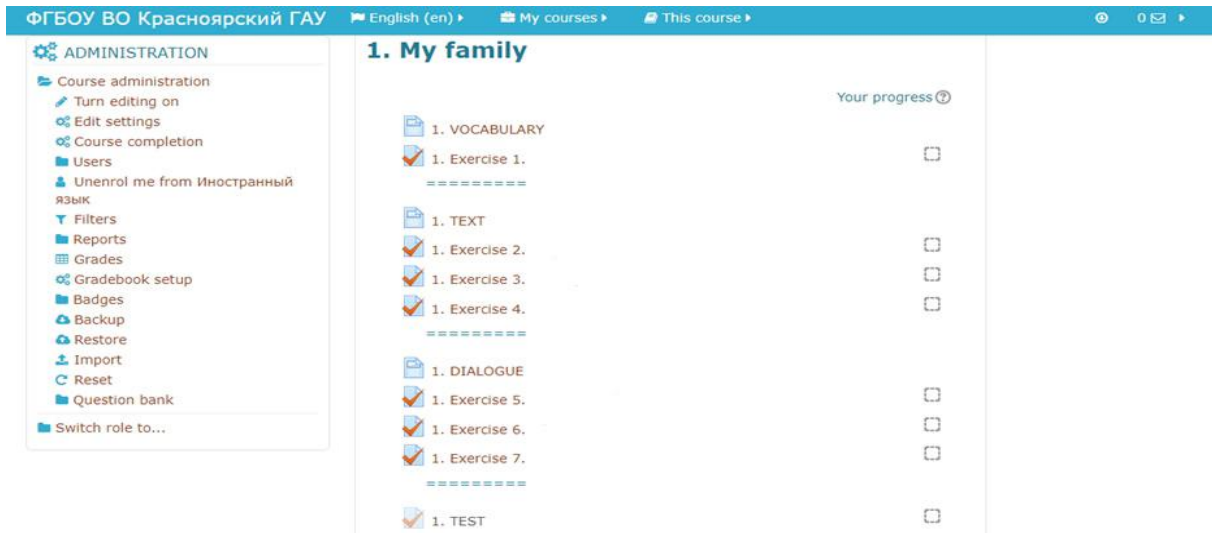 ФГБОУ ВО Красноярский ГАУ English (en) My courses This course 0
ADMINISTRATION
Course administration
Turn editing on
Edit settings
Course completion
Users
Unenrol me from Иностранный
язык
Filters
Reports
Grades
Gradebook setup
Badges
Backup
Restore
Import
Reset
Question bank
Switch role to...
1. My family
Your progress
1. VOCABULARY
1. Exercise 1.
=========
1. TEXT
1. Exercise 2.
1. Exercise 3.
1. Exercise 4.
=========
1. DIALOGUE
1. Exercise 5.
1. Exercise 6.
1. Exercise 7.
=========
1. TEST